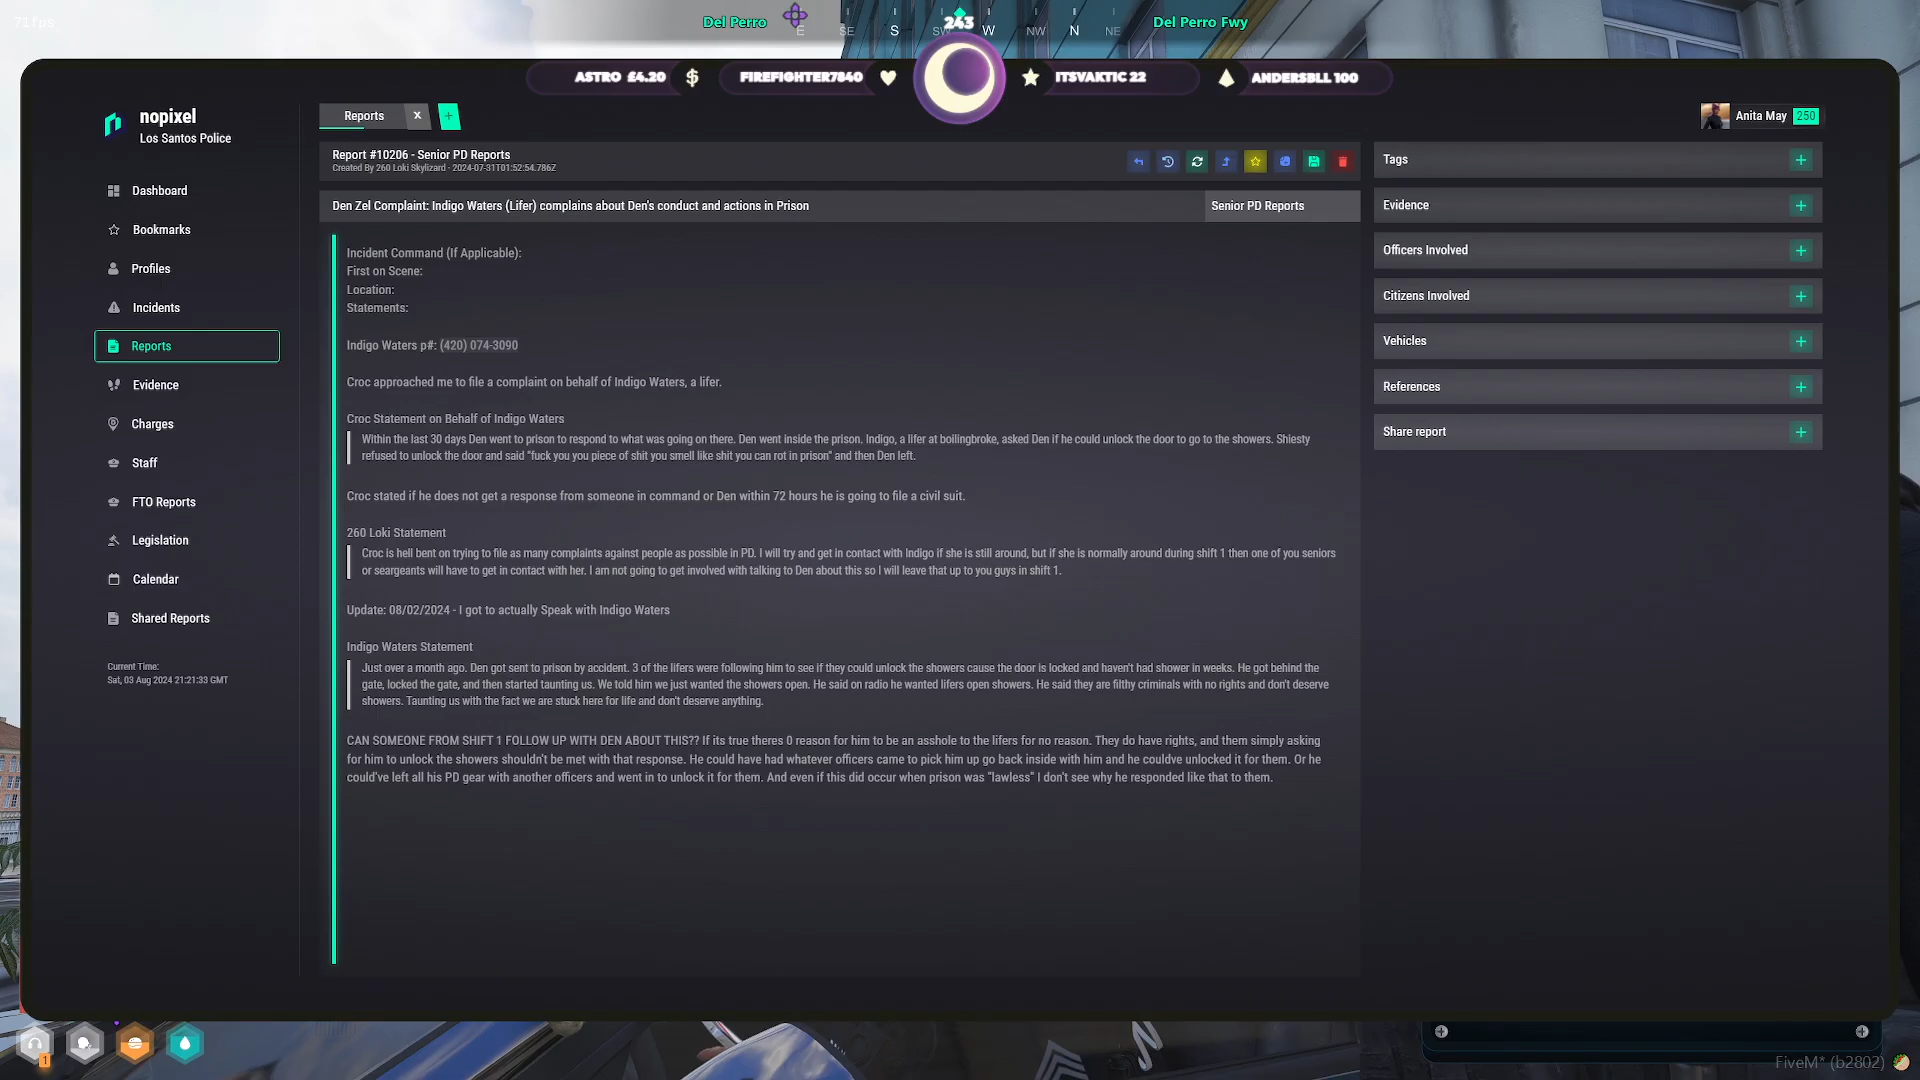 71fps
Del Perro
E SE S SW 243 W NW N NE
Del Perro Fwy
ASTRO £4.20
FIREFIGHTER7840
ITSVAKTIC 22
ANDERSBLL 100
nopixel
Los Santos Police
Reports x +
Anita May 250
Report #10206 - Senior PD Reports
Created By 260 Loki Skylizard - 2024-07-31T01:52:54.786Z
Den Zel Complaint: Indigo Waters (Lifer) complains about Den's conduct and actions in Prison
Senior PD Reports
Dashboard
Bookmarks
Profiles
Incidents
Reports
Evidence
Charges
Staff
FTO Reports
Legislation
Calendar
Shared Reports
Current Time:
Sat, 03 Aug 2024 21:21:33 GMT
Incident Command (If Applicable):
First on Scene:
Location:
Statements:
Indigo Waters p#: (420) 074-3090
Croc approached me to file a complaint on behalf of Indigo Waters, a lifer.
Croc Statement on Behalf of Indigo Waters
Within the last 30 days Den went to prison to respond to what was going on there. Den went inside the prison. Indigo, a lifer at boilingbroke, asked Den if he could unlock the door to go to the showers. Shiesty
refused to unlock the door and said "fuck you you piece of shit you smell like shit you can rot in prison" and then Den left.
Croc stated if he does not get a response from someone in command or Den within 72 hours he is going to file a civil suit.
260 Loki Statement
Croc is hell bent on trying to file as many complaints against people as possible in PD. I will try and get in contact with Indigo if she is still around, but if she is normally around during shift 1 then one of you seniors
or seargeants will have to get in contact with her. I am not going to get involved with talking to Den about this so I will leave that up to you guys in shift 1.
Update: 08/02/2024 - I got to actually Speak with Indigo Waters
Indigo Waters Statement
Just over a month ago. Den got sent to prison by accident. 3 of the lifers were following him to see if they could unlock the showers cause the door is locked and haven't had shower in weeks. He got behind the
gate, locked the gate, and then started taunting us. We told him we just wanted the showers open. He said on radio he wanted lifers open showers. He said they are filthy criminals with no rights and don't deserve
showers. Taunting us with the fact we are stuck here for life and don't deserve anything.
CAN SOMEONE FROM SHIFT 1 FOLLOW UP WITH DEN ABOUT THIS?? If its true theres 0 reason for him to be an asshole to the lifers for no reason. They do have rights, and them simply asking
for him to unlock the showers shouldn't be met with that response. He could have had whatever officers came to pick him up go back inside with him and he couldve unlocked it for them. Or he
could've left all his PD gear with another officers and went in to unlock it for them. And even if this did occur when prison was "lawless" I don't see why he responded like that to them.
Tags +
Evidence +
Officers Involved +
Citizens Involved +
Vehicles +
References +
Share report +
1
FiveM* (b2802)